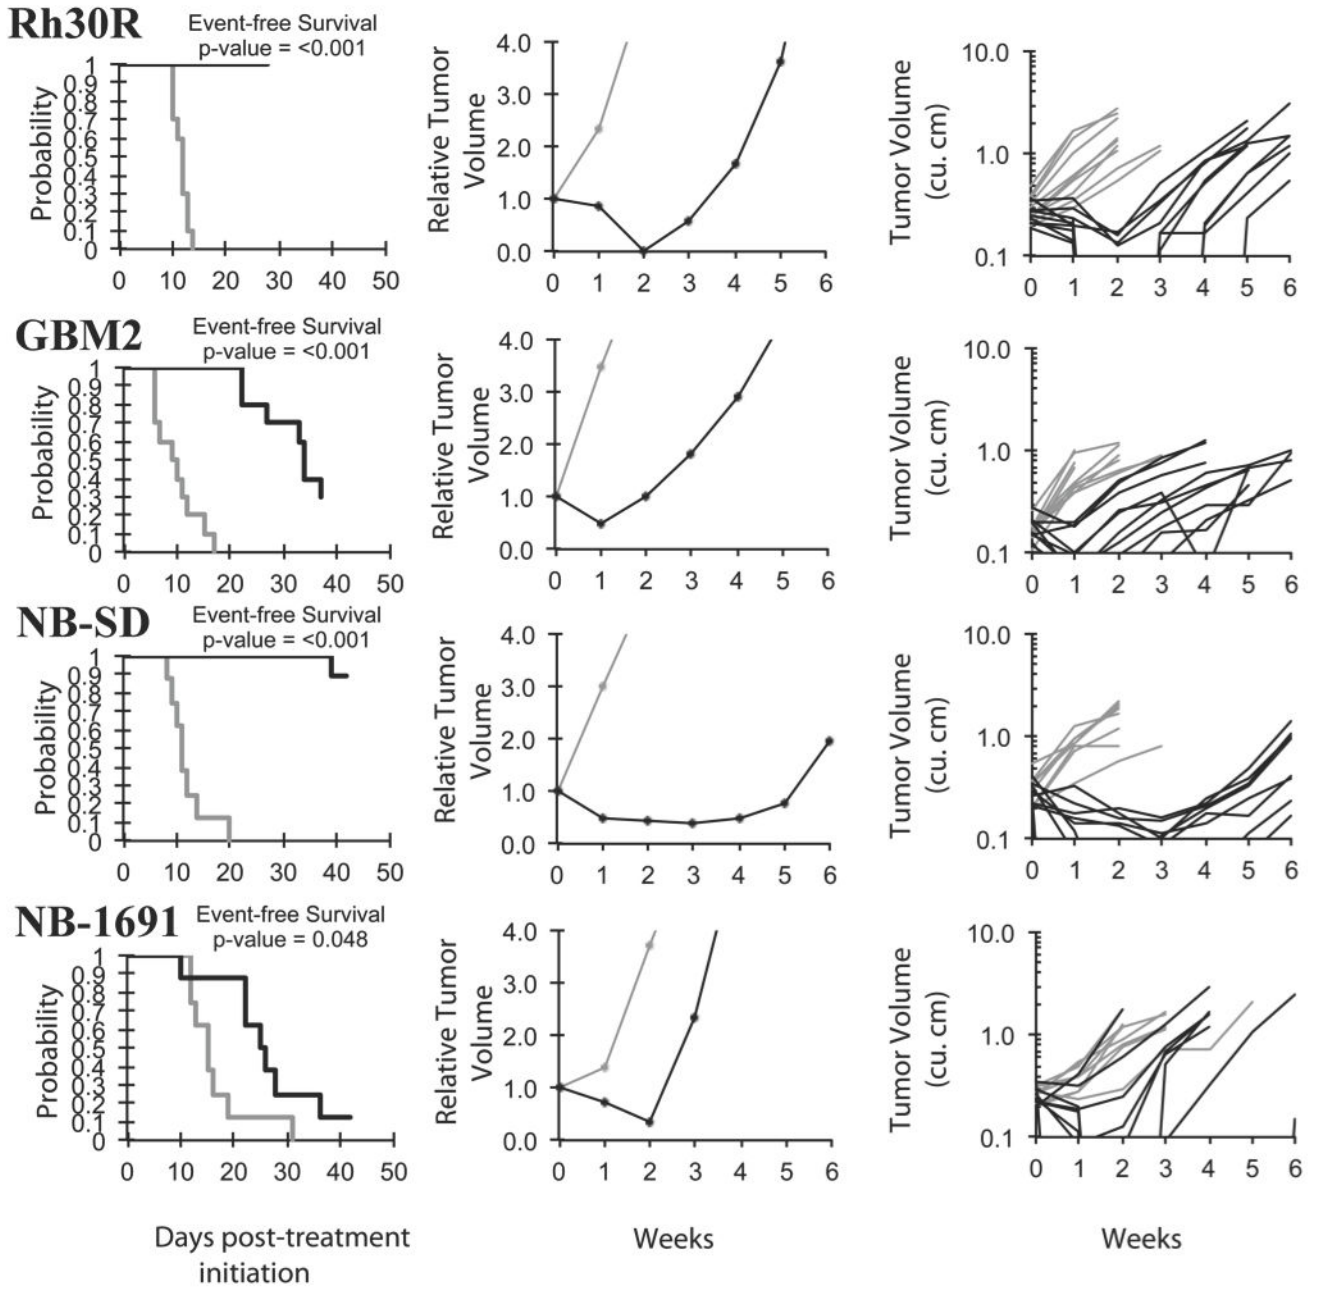 Rh30R
Event-free Survival
p-value = <0.001
Probability
1
0.9
0.8
0.7
0.6
0.5
0.4
0.3
0.2
0.1
0
0 10 20 30 40 50
Relative Tumor
Volume
4.0
3.0
2.0
1.0
0.0
0 1 2 3 4 5 6
Tumor Volume
(cu. cm)
10.0
1.0
0.1
0 1 2 3 4 5 6
GBM2
Event-free Survival
p-value = <0.001
Probability
1
0.9
0.8
0.7
0.6
0.5
0.4
0.3
0.2
0.1
0
0 10 20 30 40 50
Relative Tumor
Volume
4.0
3.0
2.0
1.0
0.0
0 1 2 3 4 5 6
Tumor Volume
(cu. cm)
10.0
1.0
0.1
0 1 2 3 4 5 6
NB-SD
Event-free Survival
p-value = <0.001
Probability
1
0.9
0.8
0.7
0.6
0.5
0.4
0.3
0.2
0.1
0
0 10 20 30 40 50
Relative Tumor
Volume
4.0
3.0
2.0
1.0
0.0
0 1 2 3 4 5 6
Tumor Volume
(cu. cm)
10.0
1.0
0.1
0 1 2 3 4 5 6
NB-1691
Event-free Survival
p-value = 0.048
Probability
1
0.9
0.8
0.7
0.6
0.5
0.4
0.3
0.2
0.1
0
0 10 20 30 40 50
Relative Tumor
Volume
4.0
3.0
2.0
1.0
0.0
0 1 2 3 4 5 6
Tumor Volume
(cu. cm)
10.0
1.0
0.1
0 1 2 3 4 5 6
Days post-treatment
initiation
Weeks
Weeks